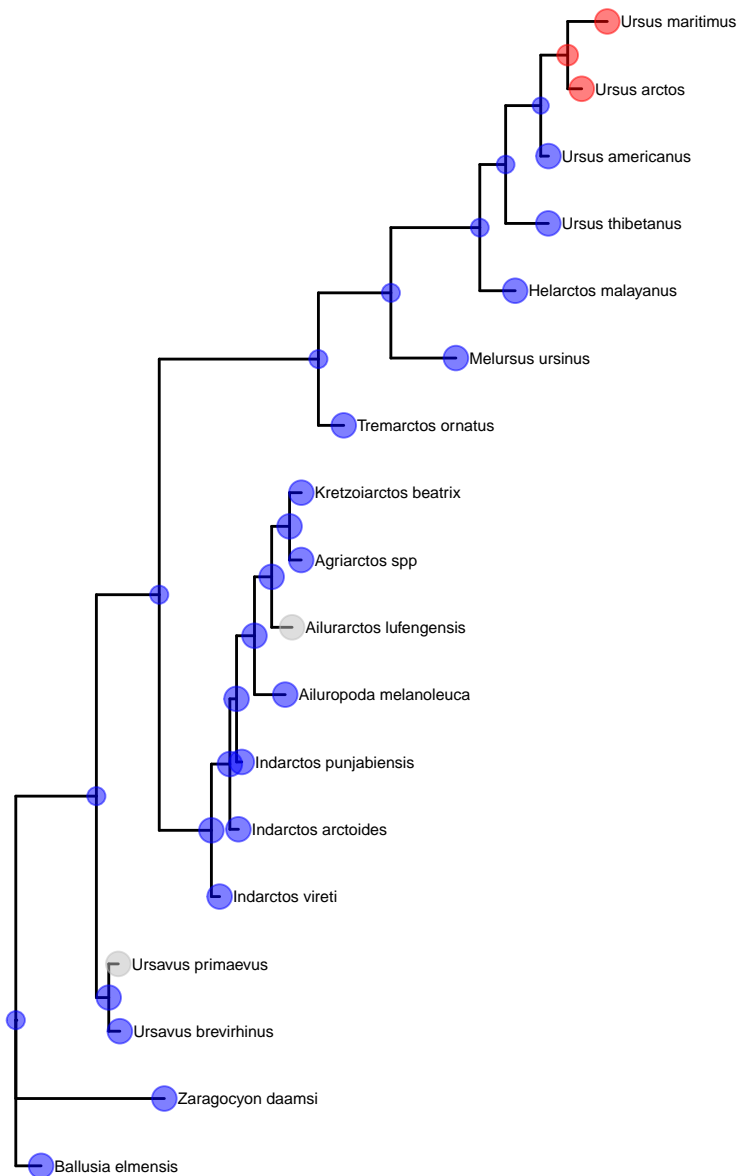 Ursus maritimus
Ursus arctos
Ursus americanus
Ursus thibetanus
Helarctos malayanus
Melursus ursinus
Tremarctos ornatus
Kretzoiarctos beatrix
Agriarctos spp
Ailurarctos lufengensis
Ailuropoda melanoleuca
Indarctos punjabiensis
Indarctos arctoides
Indarctos vireti
Ursavus primaevus
Ursavus brevirhinus
Zaragocyon daamsi
Ballusia elmensis